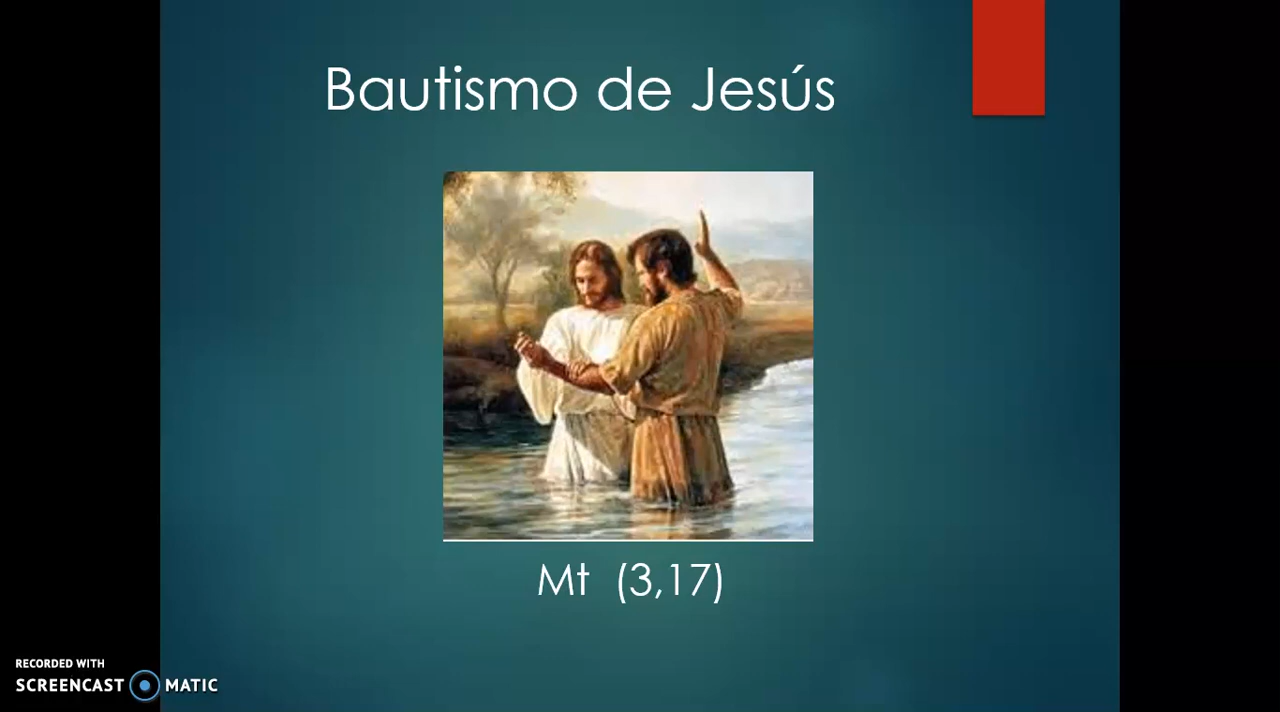 Bautismo de Jesús
Mt (3,17)
RECORDED WITH
SCREENCAST MATIC